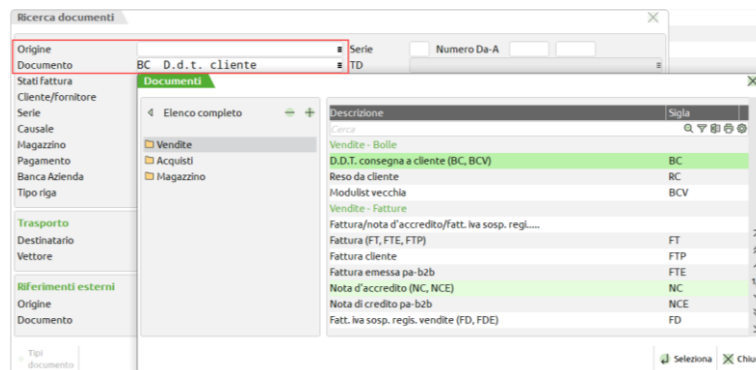 Ricerca documenti
Origine Serie Numero Da-A
Documento BC D.d.t. cliente TD
Stati fattura Documenti
Cliente/fornitore
Serie Elenco completo Descrizione Sigla
Causale Cerca
Magazzino Vendite Vendite - Bolle
Pagamento Acquisti D.D.T. consegna a cliente (BC, BCV) BC
Banca Azienda Magazzino Reso da cliente RC
Tipo riga Modulist vecchia BCV
Vendite - Fatture
Trasporto Fattura/nota d'accredito/fatt. iva sosp. regi.....
Destinatario Fattura (FT, FTE, FTP) FT
Vettore Fattura cliente FTP
Fattura emessa pa-b2b FTE
Riferimenti esterni Nota d'accredito (NC, NCE) NC
Origine Nota di credito pa-b2b NCE
Documento Fatt. iva sosp. regis. vendite (FD, FDE) FD
Tipi
documento Seleziona Chiu